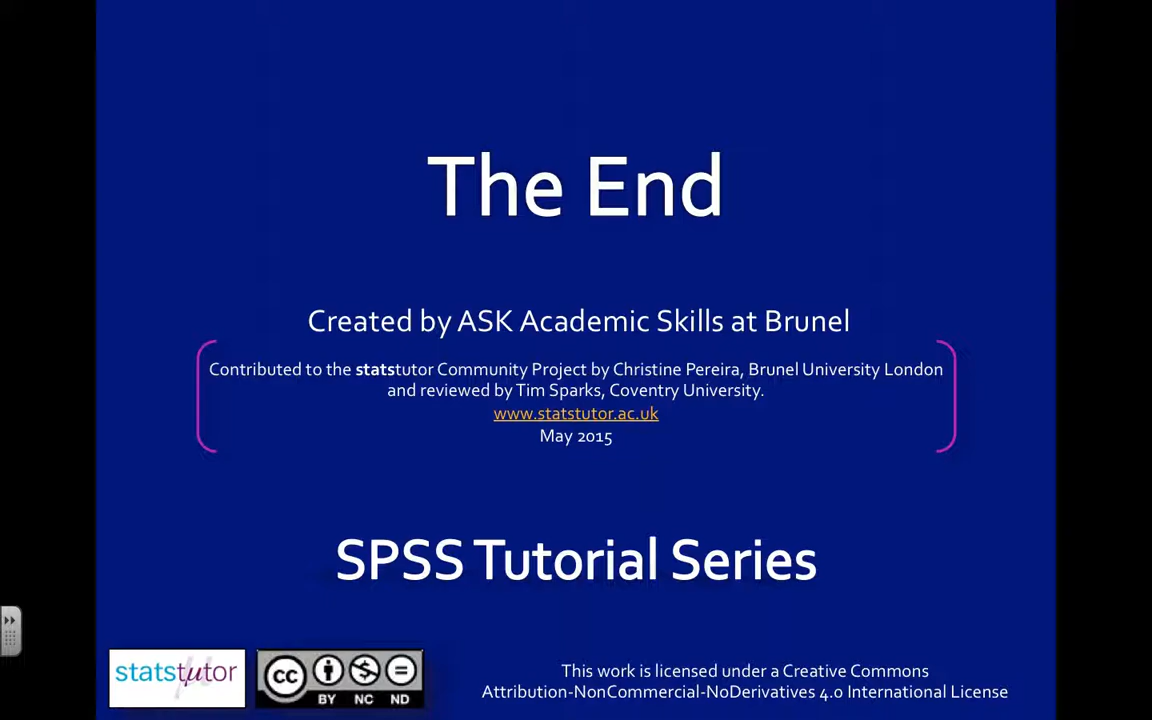 The End
Created by ASK Academic Skills at Brunel
Contributed to the statstutor Community Project by Christine Pereira, Brunel University London
and reviewed by Tim Sparks, Coventry University.
www.statstutor.ac.uk
May 2015
SPSS Tutorial Series
statstutor
cc
BY NC ND
This work is licensed under a Creative Commons
Attribution-NonCommercial-NoDerivatives 4.0 International License